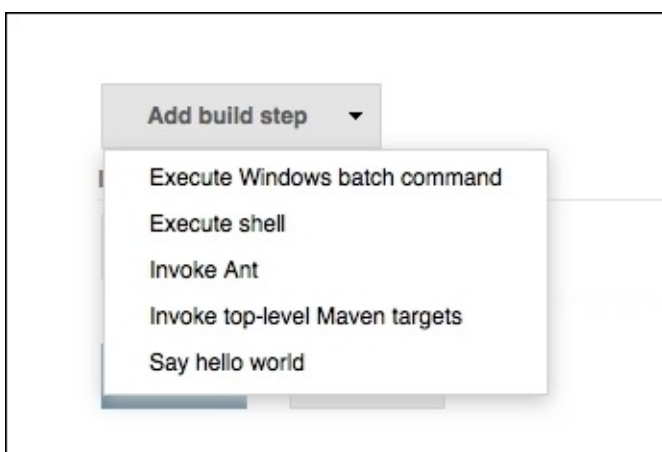 Add build step
Execute Windows batch command
Execute shell
Invoke Ant
Invoke top-level Maven targets
Say hello world